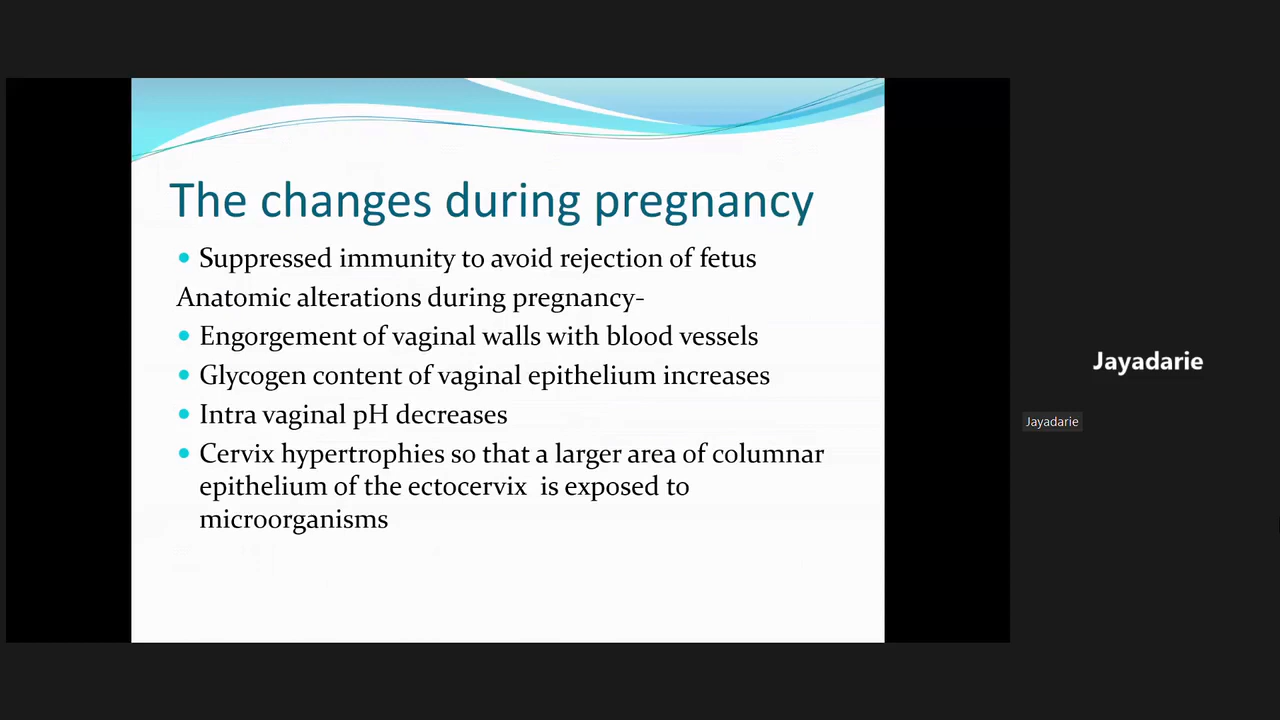 The changes during pregnancy
Suppressed immunity to avoid rejection of fetus
Anatomic alterations during pregnancy-
Engorgement of vaginal walls with blood vessels
Glycogen content of vaginal epithelium increases
Intra vaginal pH decreases
Cervix hypertrophies so that a larger area of columnar
epithelium of the ectocervix is exposed to
microorganisms
Jayadarie
Jayadarie